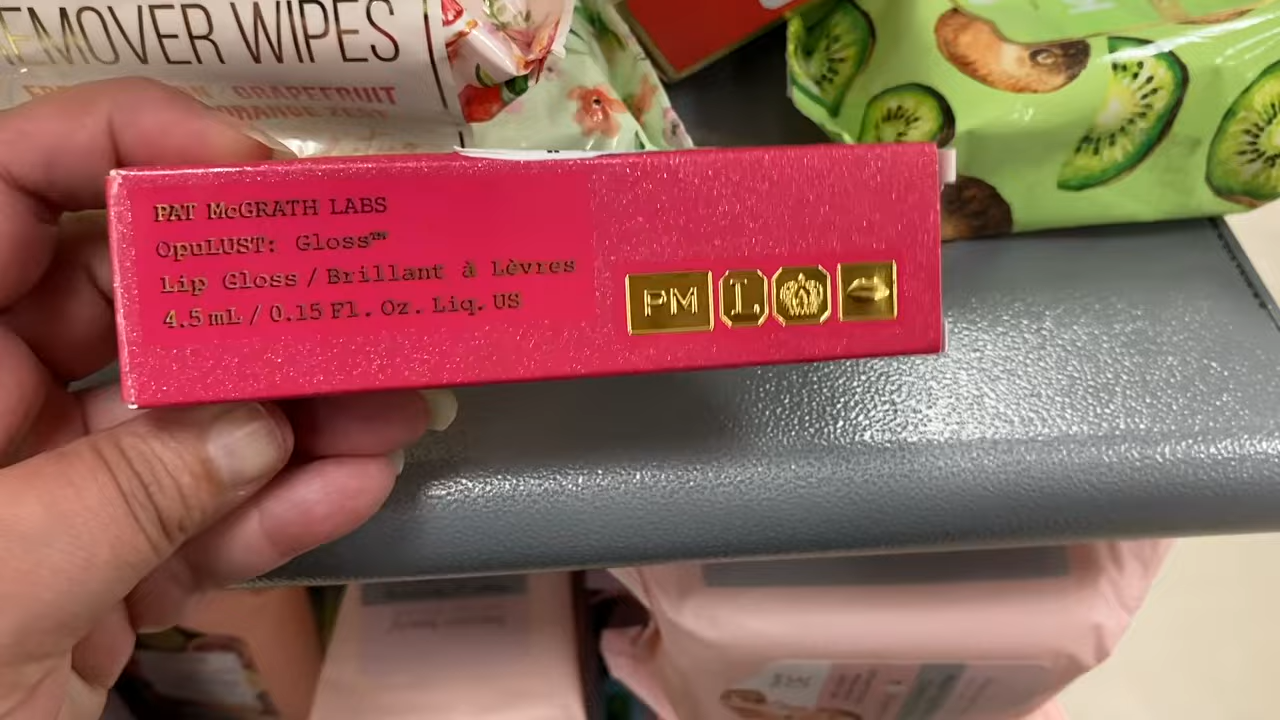 REMOVER WIPES
GRAPEFRUIT
ORANGE ZEST
PAT McGRATH LABS
OpuLUST: Gloss™
Lip Gloss / Brillant à Lèvres
4.5 mL / 0.15 Fl. Oz. Liq. US
PM L